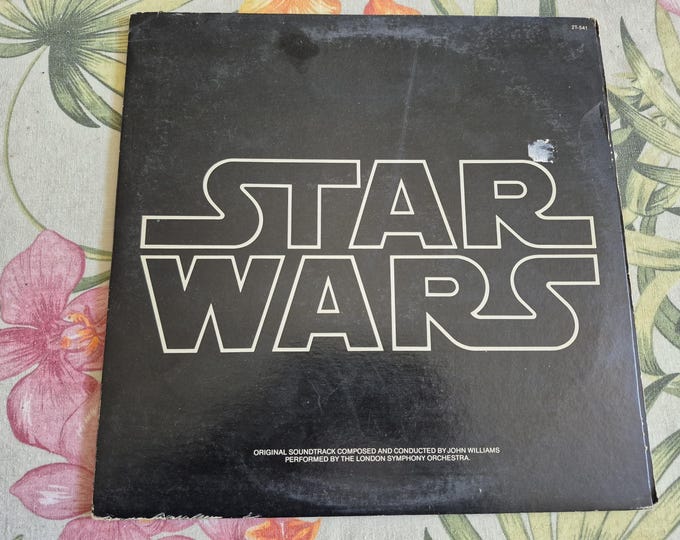 2T-541
STAR
WARS
ORIGINAL SOUNDTRACK COMPOSED AND CONDUCTED BY JOHN WILLIAMS
PERFORMED BY THE LONDON SYMPHONY ORCHESTRA.